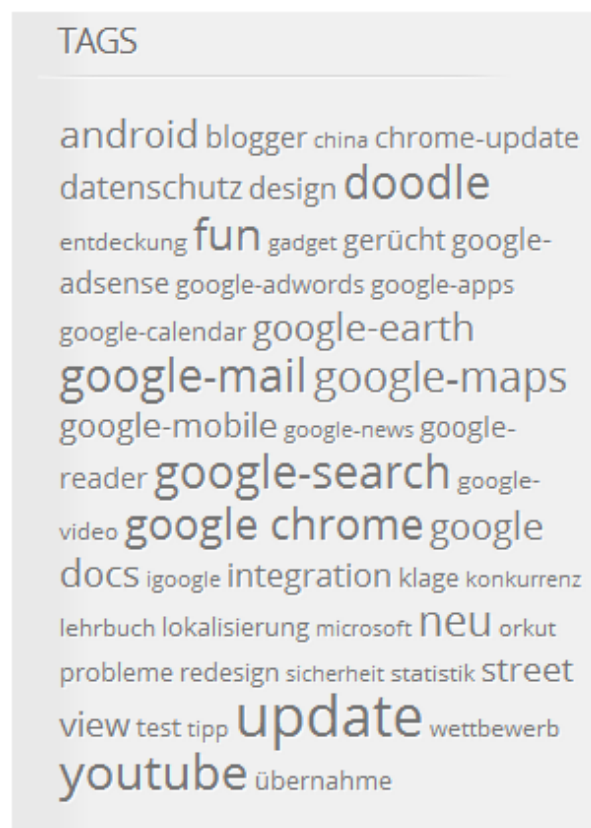 TAGS
android blogger china chrome-update
datenschutz design doodle
entdeckung fun gadget gerücht google-
adsense google-adwords google-apps
google-calendar google-earth
google-mail google-maps
google-mobile google-news google-
reader google-search google-
video google chrome google
docs igoogle integration klage konkurrenz
lehrbuch lokalisierung microsoft neu orkut
probleme redesign sicherheit statistik street
view test tipp update wettbewerb
youtube übernahme